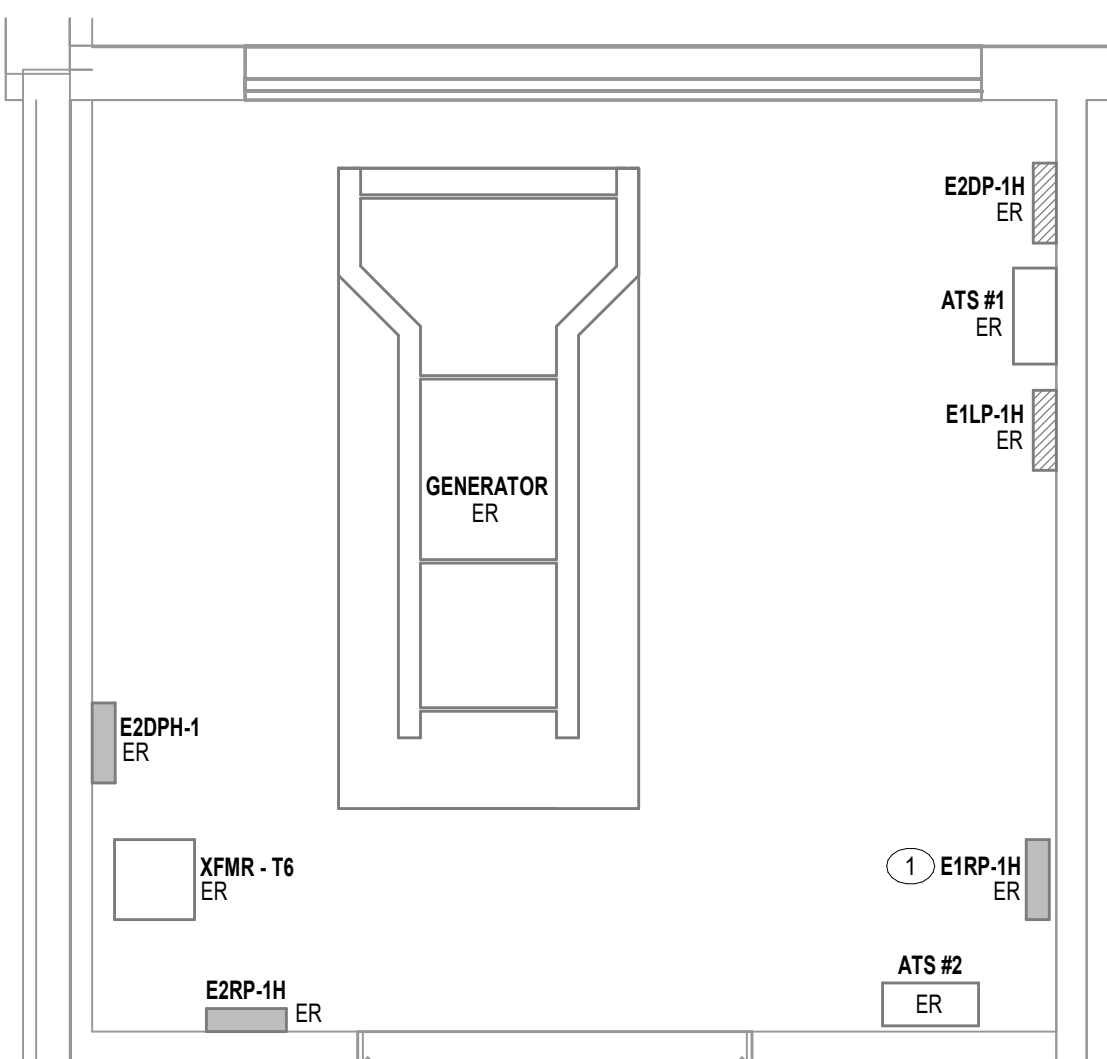 E2DP-1H
ER
ATS #1
ER
E1LP-1H
ER
GENERATOR
ER
E2DPH-1
ER
XFMR - T6
ER
1 E1RP-1H
ER
ATS #2
ER
E2RP-1H
ER